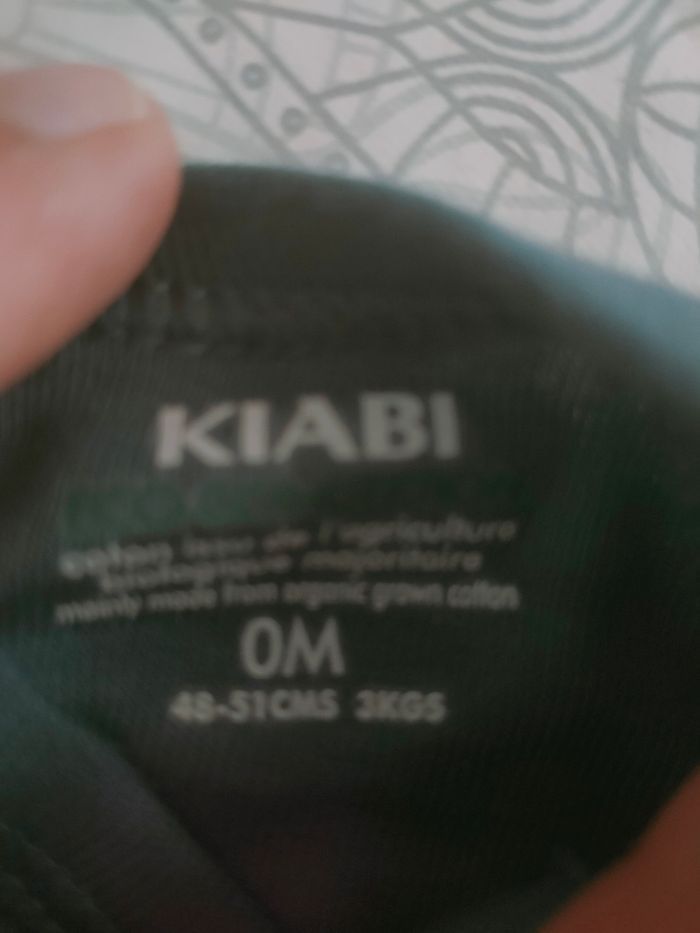 KIABI
coton issu de l'agriculture
biologique majoritaire
mainly made from organic grown cotton
0M
48-51CMS 3KGS